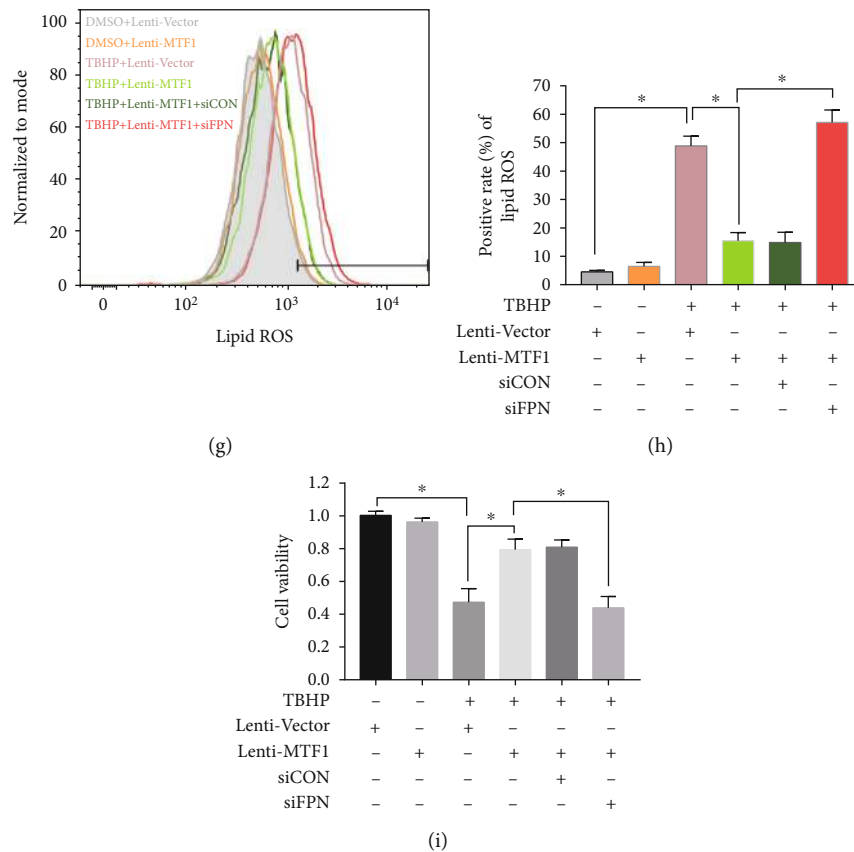 100
80
60
40
20
0
Normalized to mode
DMSO+Lenti-Vector
DMSO+Lenti-MTF1
TBHP+Lenti-Vector
TBHP+Lenti-MTF1
TBHP+Lenti-MTF1+siCON
TBHP+Lenti-MTF1+siFPN
0 10² 10³ 10⁴
Lipid ROS
(g)
Positive rate (%) of
lipid ROS
70
60
50
40
30
20
10
0
* * *
TBHP – – + + + +
Lenti-Vector + – + – – –
Lenti-MTF1 – + – + + +
siCON – – – – + –
siFPN – – – – – +
(h)
Cell vaibility
1.2
1.0
0.8
0.6
0.4
0.2
0.0
* * *
TBHP – – + + + +
Lenti-Vector + – + – – –
Lenti-MTF1 – + – + + +
siCON – – – – + –
siFPN – – – – – +
(i)